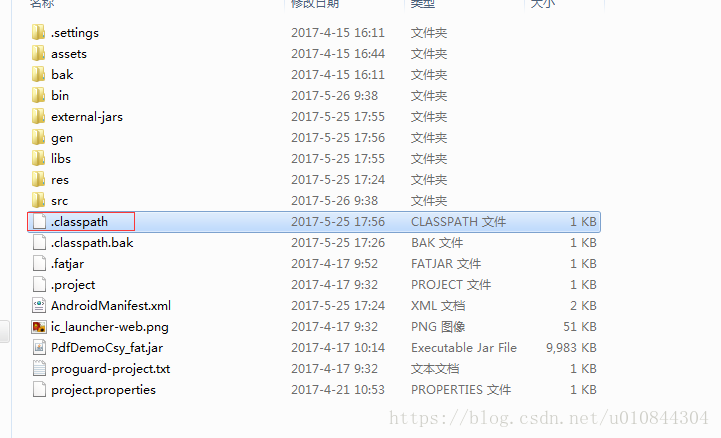 名称 修改日期 类型 大小
.settings 2017-4-15 16:11 文件夹
assets 2017-4-15 16:44 文件夹
bak 2017-4-15 16:11 文件夹
bin 2017-5-26 9:38 文件夹
external-jars 2017-5-25 17:55 文件夹
gen 2017-5-25 17:56 文件夹
libs 2017-5-25 17:55 文件夹
res 2017-5-25 17:24 文件夹
src 2017-5-26 9:38 文件夹
.classpath 2017-5-25 17:56 CLASSPATH 文件 1 KB
.classpath.bak 2017-5-25 17:26 BAK 文件 1 KB
.fatjar 2017-4-17 9:52 FATJAR 文件 1 KB
.project 2017-4-17 9:32 PROJECT 文件 1 KB
AndroidManifest.xml 2017-5-25 17:24 XML 文档 2 KB
ic_launcher-web.png 2017-4-17 9:32 PNG 图像 51 KB
PdfDemoCsy_fat.jar 2017-4-17 10:14 Executable Jar File 9,983 KB
proguard-project.txt 2017-4-17 9:32 文本文档 1 KB
project.properties 2017-4-21 10:53 PROPERTIES 文件 1 KB
https://blog.csdn.net/u010844304